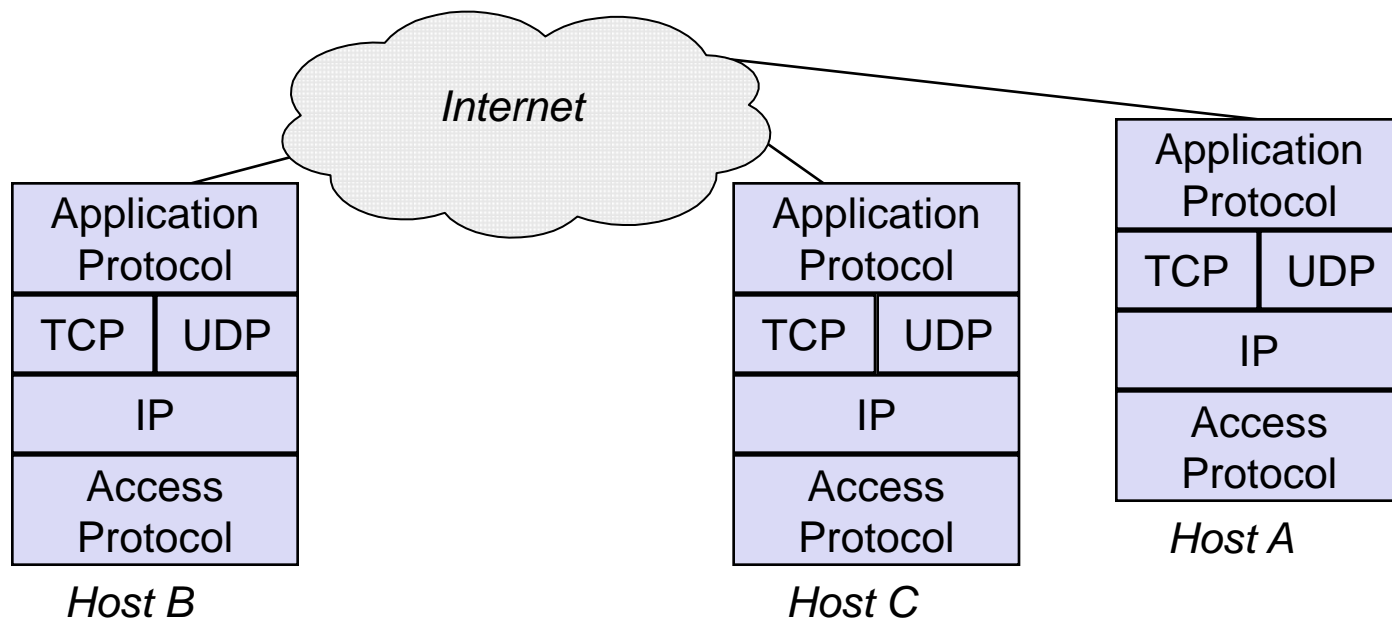 Internet
Application
Protocol
TCP
UDP
IP
Access
Protocol
Host B
Application
Protocol
TCP
UDP
IP
Access
Protocol
Host C
Application
Protocol
TCP
UDP
IP
Access
Protocol
Host A